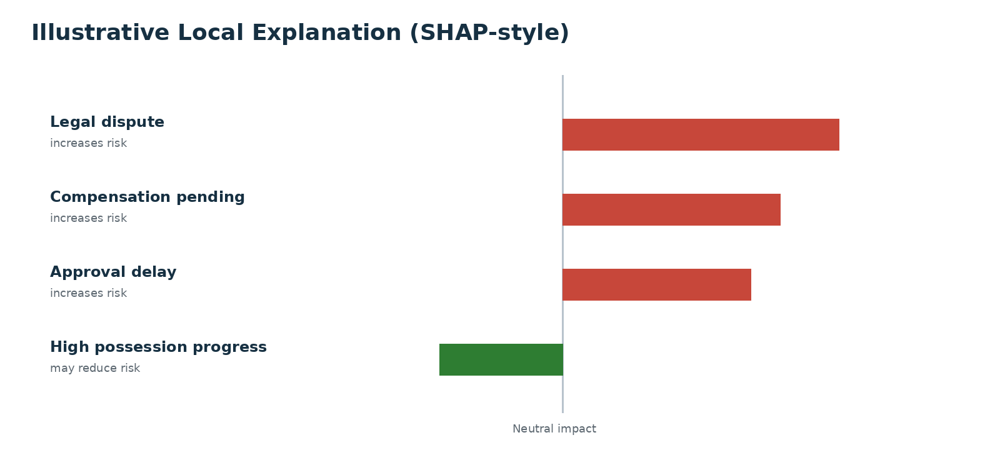 Illustrative Local Explanation (SHAP-style)
Legal dispute
increases risk
Compensation pending
increases risk
Approval delay
increases risk
High possession progress
may reduce risk
Neutral impact